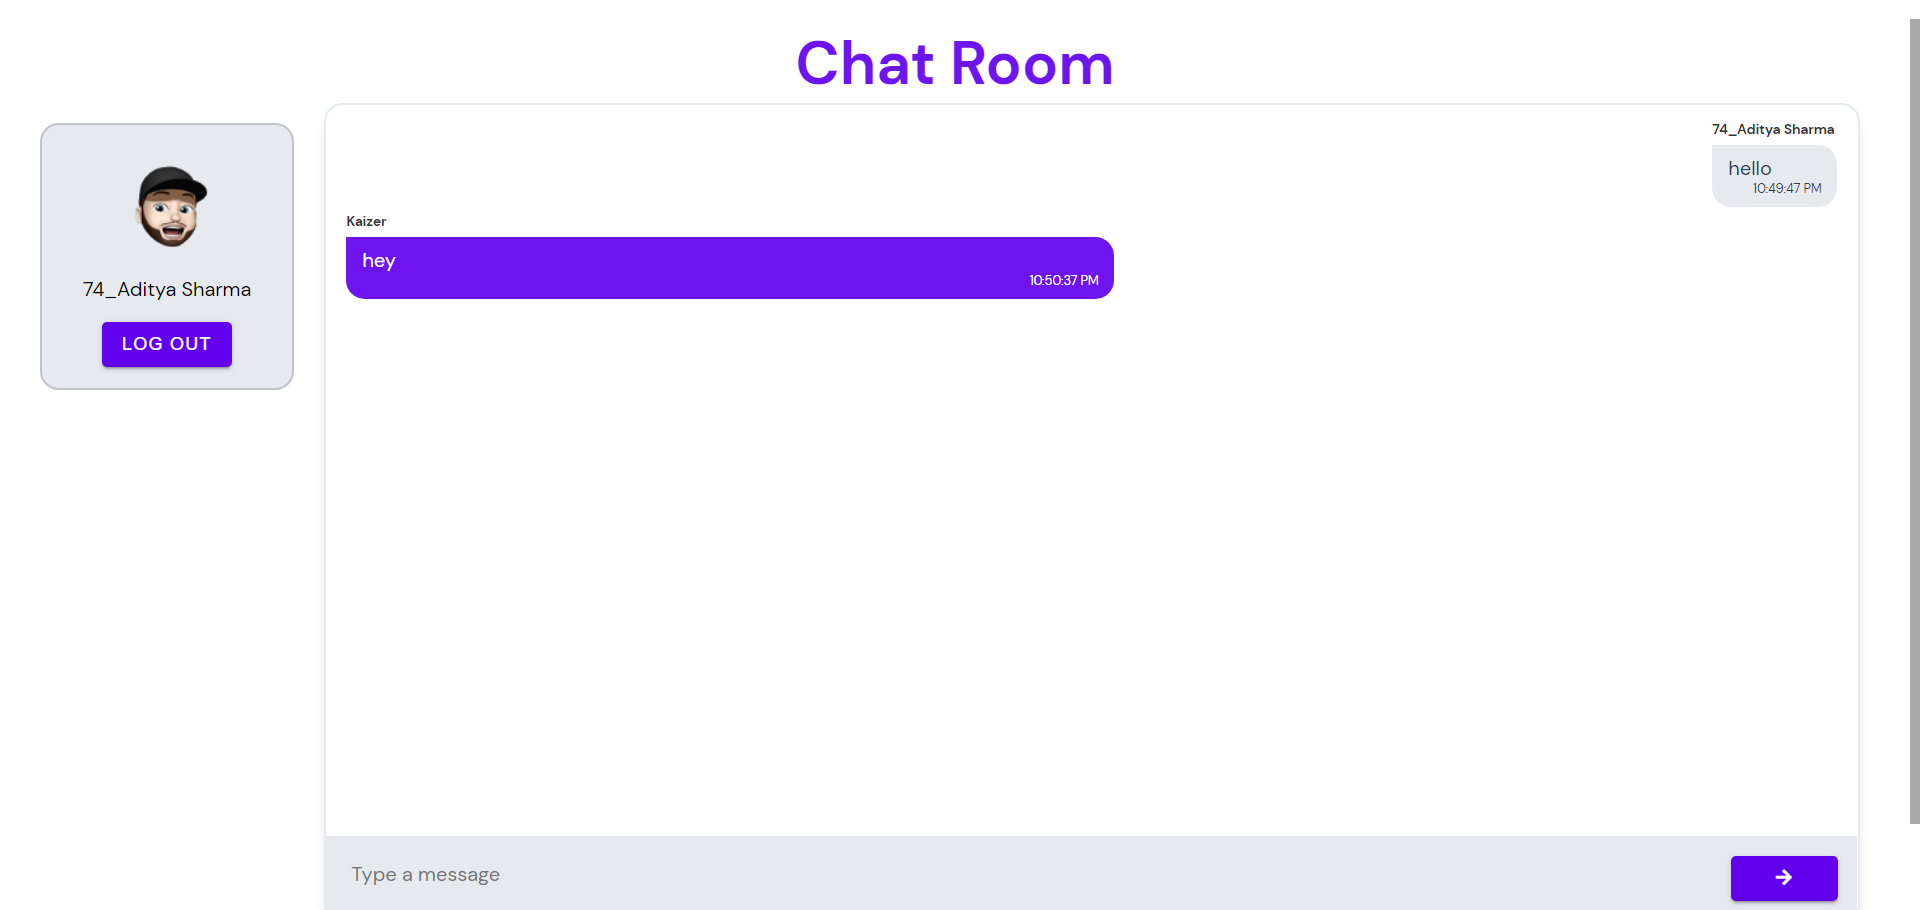 Chat Room
74_Aditya Sharma
LOG OUT
74_Aditya Sharma
hello
10:49:47 PM
Kaizer
hey
10:50:37 PM
Type a message